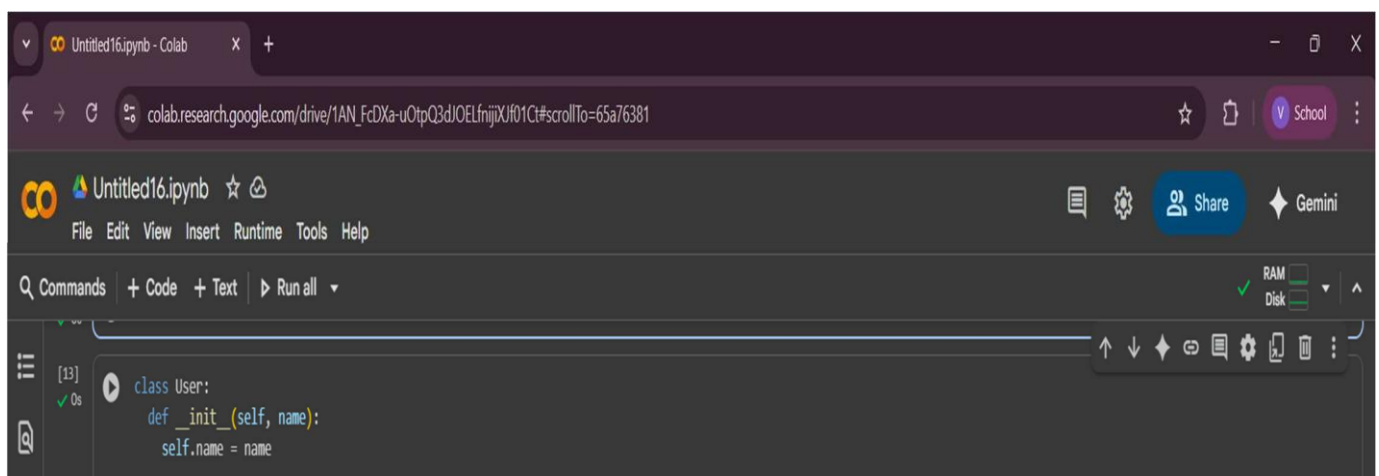 Untitled16.ipynb - Colab
colab.research.google.com/drive/1AN_FcDXa-uOtpQ3dJOELfnijiXJf01Ct#scrollTo=65a76381
V School
Untitled16.ipynb
Share Gemini
File Edit View Insert Runtime Tools Help
Commands + Code + Text Run all
RAM
Disk
[13]
0s
class User:
def __init__(self, name):
self.name = name